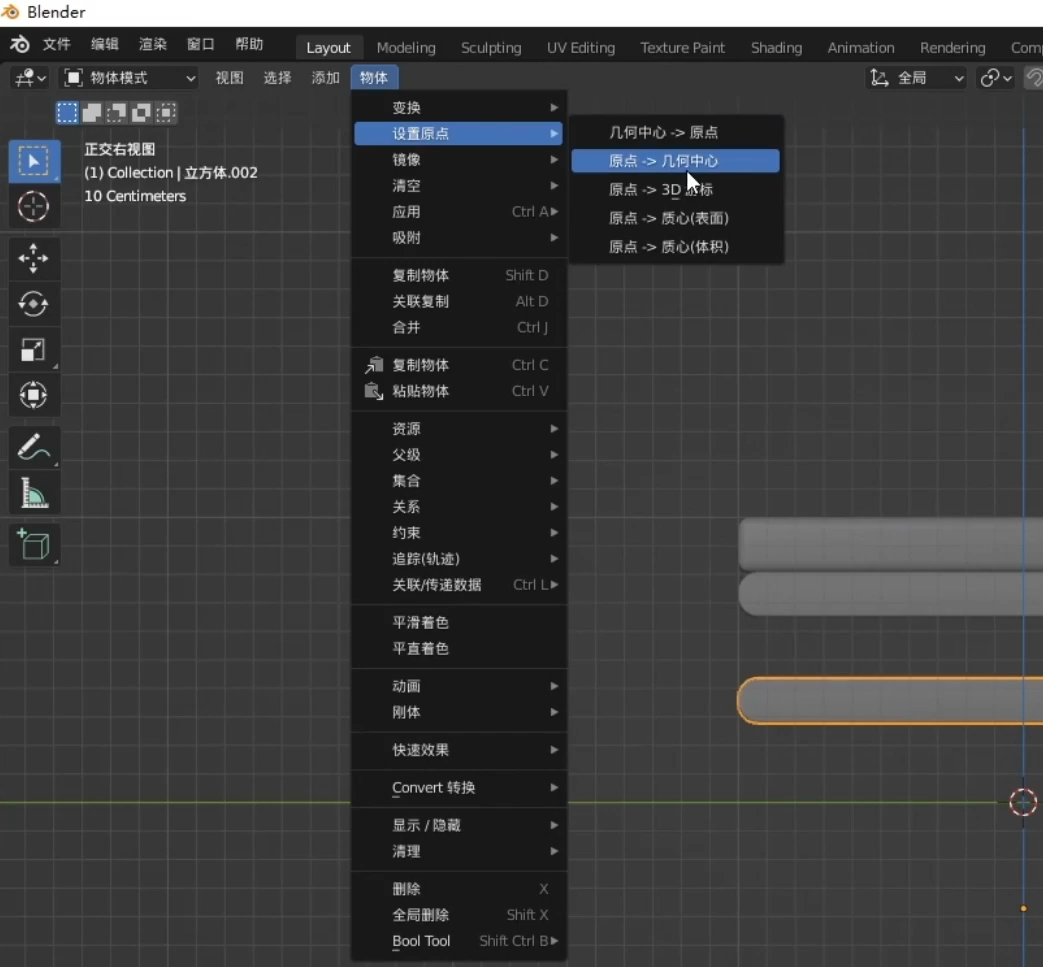 Blender
文件 编辑 渲染 窗口 帮助 Layout Modeling Sculpting UV Editing Texture Paint Shading Animation Rendering Com
物体模式 视图 选择 添加 物体 全局
正交右视图
(1) Collection | 立方体.002
10 Centimeters
变换
设置原点
镜像
清空
应用 Ctrl A
吸附
复制物体 Shift D
关联复制 Alt D
合并 Ctrl J
复制物体 Ctrl C
粘贴物体 Ctrl V
资源
父级
集合
关系
约束
追踪(轨迹)
关联/传递数据 Ctrl L
平滑着色
平直着色
动画
刚体
快速效果
Convert 转换
显示 / 隐藏
清理
删除 X
全局删除 Shift X
Bool Tool Shift Ctrl B
几何中心 -> 原点
原点 -> 几何中心
原点 -> 3D 游标
原点 -> 质心(表面)
原点 -> 质心(体积)